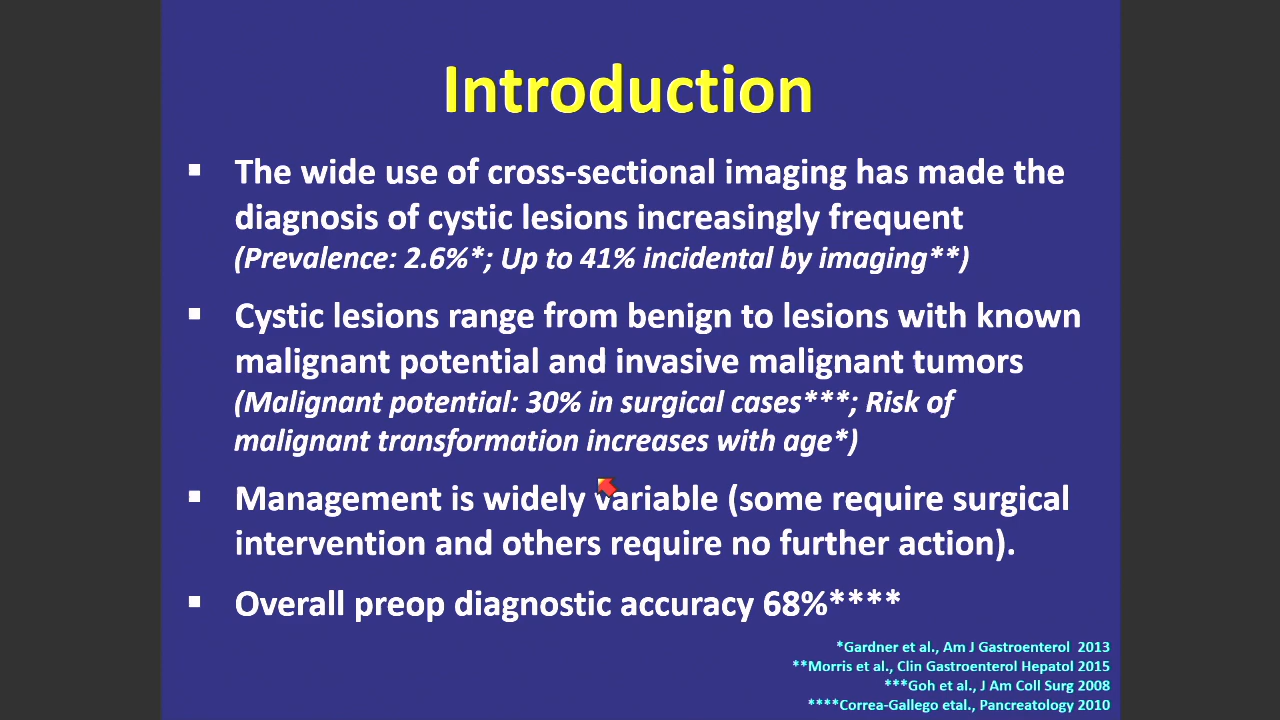 Introduction
▪ The wide use of cross-sectional imaging has made the
diagnosis of cystic lesions increasingly frequent
(Prevalence: 2.6%*; Up to 41% incidental by imaging**)
▪ Cystic lesions range from benign to lesions with known
malignant potential and invasive malignant tumors
(Malignant potential: 30% in surgical cases***; Risk of
malignant transformation increases with age*)
▪ Management is widely variable (some require surgical
intervention and others require no further action).
▪ Overall preop diagnostic accuracy 68%****
*Gardner et al., Am J Gastroenterol 2013
**Morris et al., Clin Gastroenterol Hepatol 2015
***Goh et al., J Am Coll Surg 2008
****Correa-Gallego etal., Pancreatology 2010